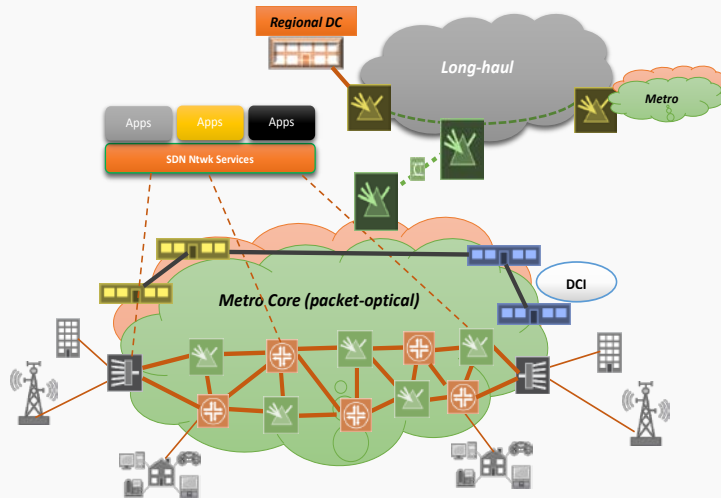 Regional DC
Long-haul
Metro
Apps
Apps
Apps
SDN Ntwk Services
DCI
Metro Core (packet-optical)